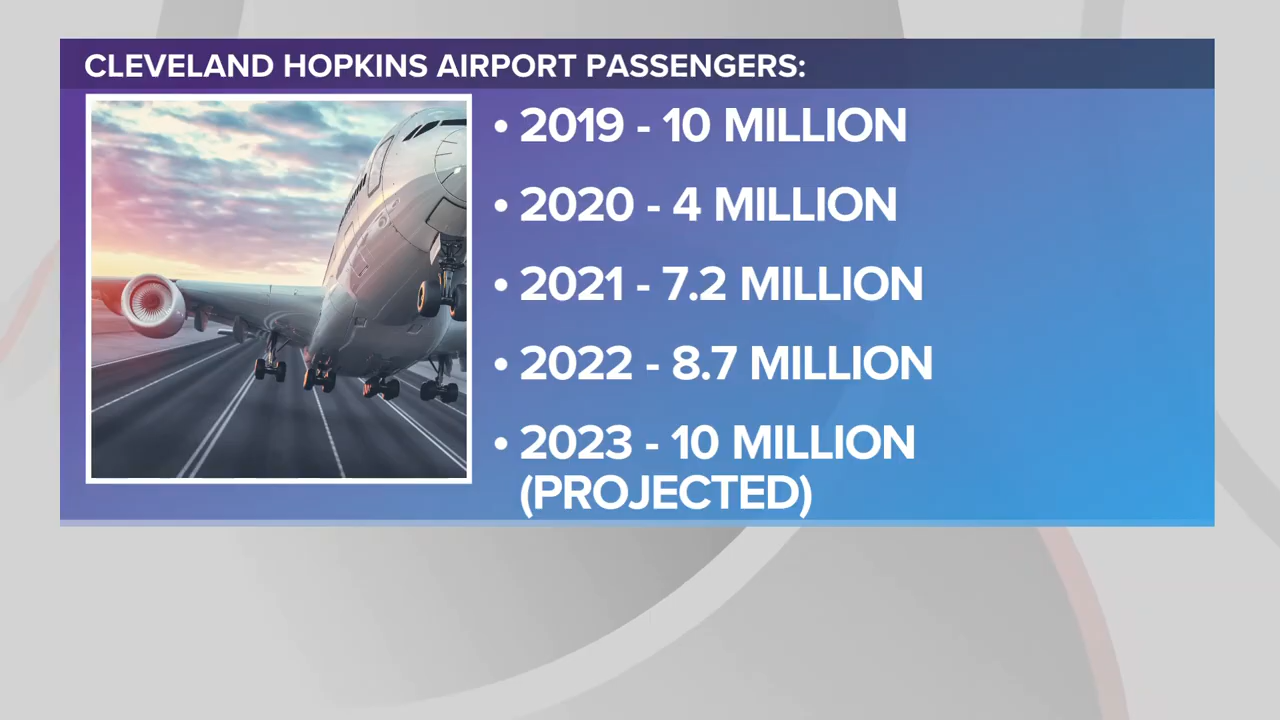 CLEVELAND HOPKINS AIRPORT PASSENGERS:
• 2019 - 10 MILLION
• 2020 - 4 MILLION
• 2021 - 7.2 MILLION
• 2022 - 8.7 MILLION
• 2023 - 10 MILLION
(PROJECTED)